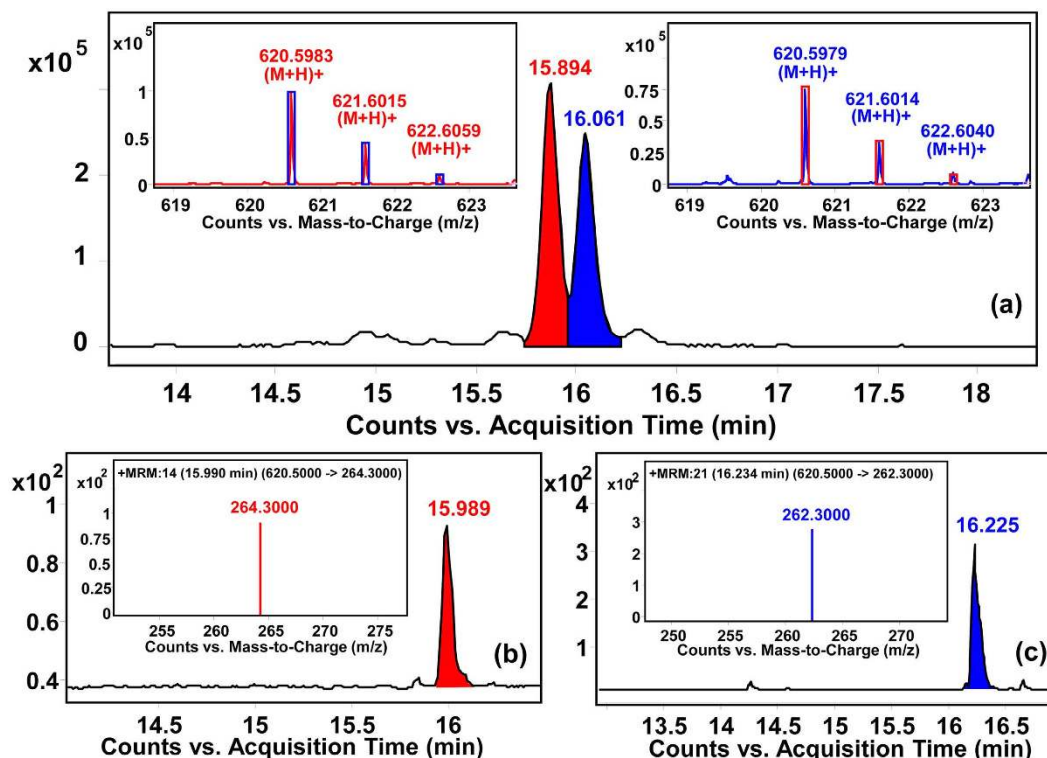 x10^5
2
1
0
14 14.5 15 15.5 16 16.5 17 17.5 18
Counts vs. Acquisition Time (min)
(a)
15.894
16.061
x10^5
1
0.5
0
620.5983
(M+H)+
621.6015
(M+H)+
622.6059
(M+H)+
619 620 621 622 623
Counts vs. Mass-to-Charge (m/z)
x10^5
1
0.75
0.5
0.25
0
620.5979
(M+H)+
621.6014
(M+H)+
622.6040
(M+H)+
619 620 621 622 623
Counts vs. Mass-to-Charge (m/z)
x10^2
1
0.8
0.6
0.4
+MRM:14 (15.990 min) (620.5000 -> 264.3000)
x10^2
1
0.75
0.5
0.25
0
264.3000
255 260 265 270 275
Counts vs. Mass-to-Charge (m/z)
15.989
(b)
14.5 15 15.5 16
Counts vs. Acquisition Time (min)
x10^2
4
3
2
1
+MRM:21 (16.234 min) (620.5000 -> 262.3000)
x10^2
3
2
1
0
262.3000
250 255 260 265 270
Counts vs. Mass-to-Charge (m/z)
16.225
(c)
13.5 14 14.5 15 15.5 16 16.5
Counts vs. Acquisition Time (min)